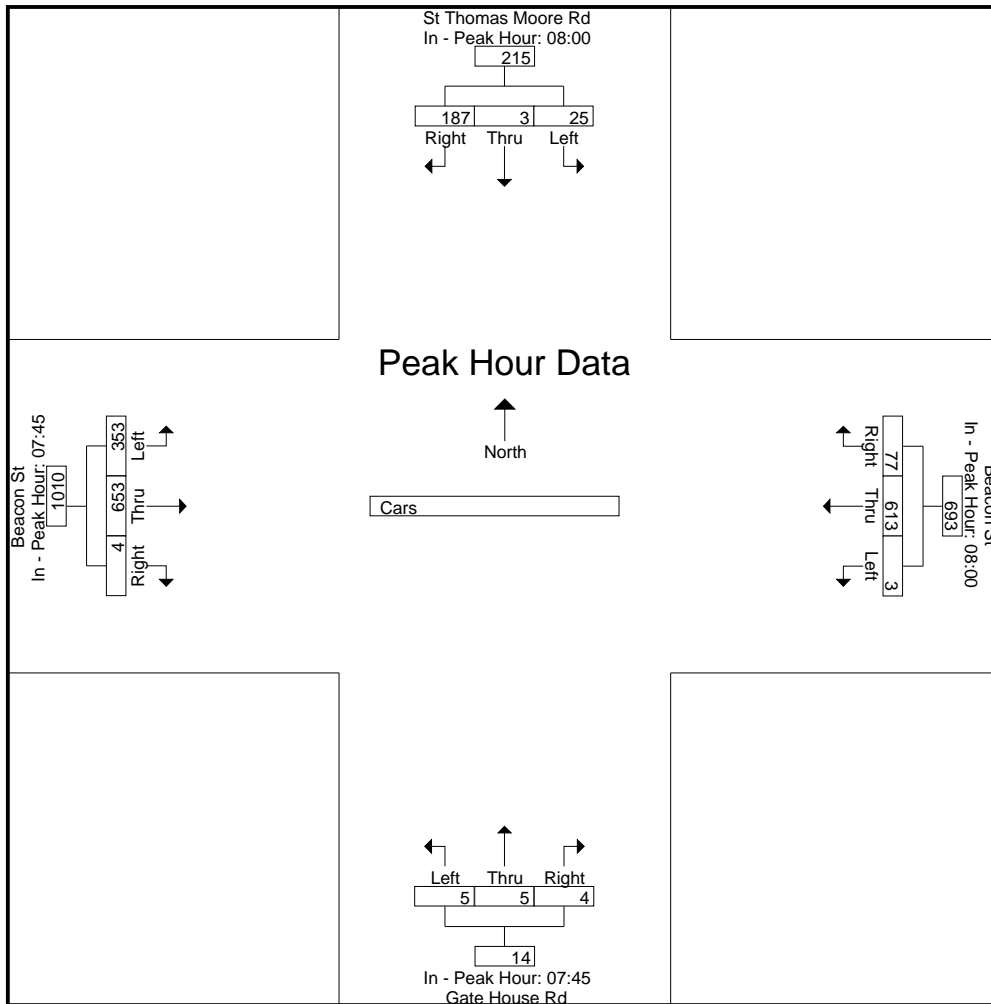 St Thomas Moore Rd
In - Peak Hour: 08:00
215
187 3 25
Right Thru Left
Peak Hour Data
North
Cars
Beacon St
In - Peak Hour: 07:45
1010
353 653 4
Left Thru Right
Beacon St
In - Peak Hour: 08:00
693
77 613 3
Right Thru Left
Left Thru Right
5 5 4
14
In - Peak Hour: 07:45
Gate House Rd